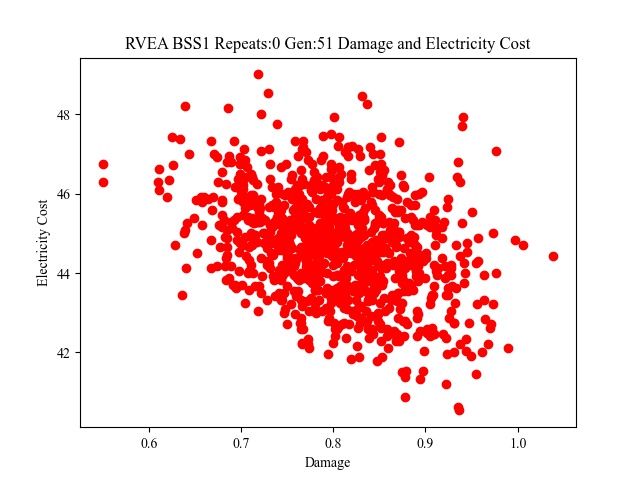 RVEA BSS1 Repeats:0 Gen:51 Damage and Electricity Cost
48
46
44
42
Electricity Cost
0.6 0.7 0.8 0.9 1.0
Damage